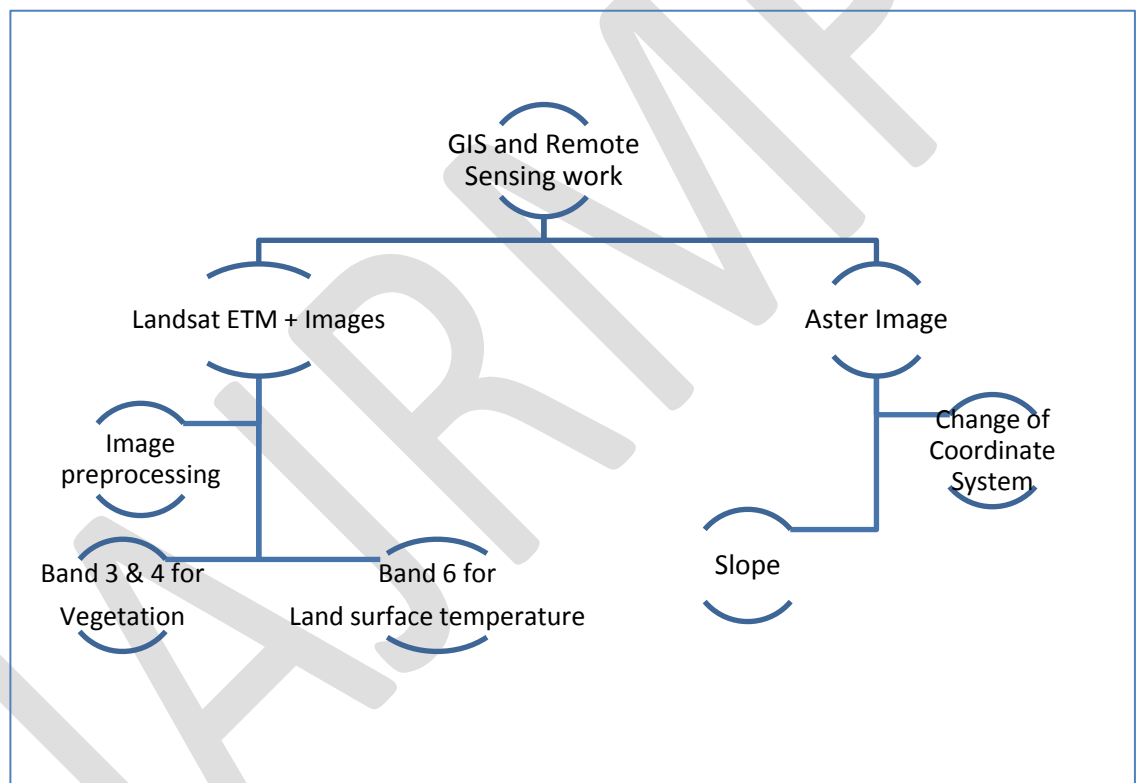 GIS and Remote
Sensing work
Landsat ETM + Images
Aster Image
Image
preprocessing
Change of
Coordinate
System
Band 3 & 4 for
Vegetation
Band 6 for
Land surface temperature
Slope